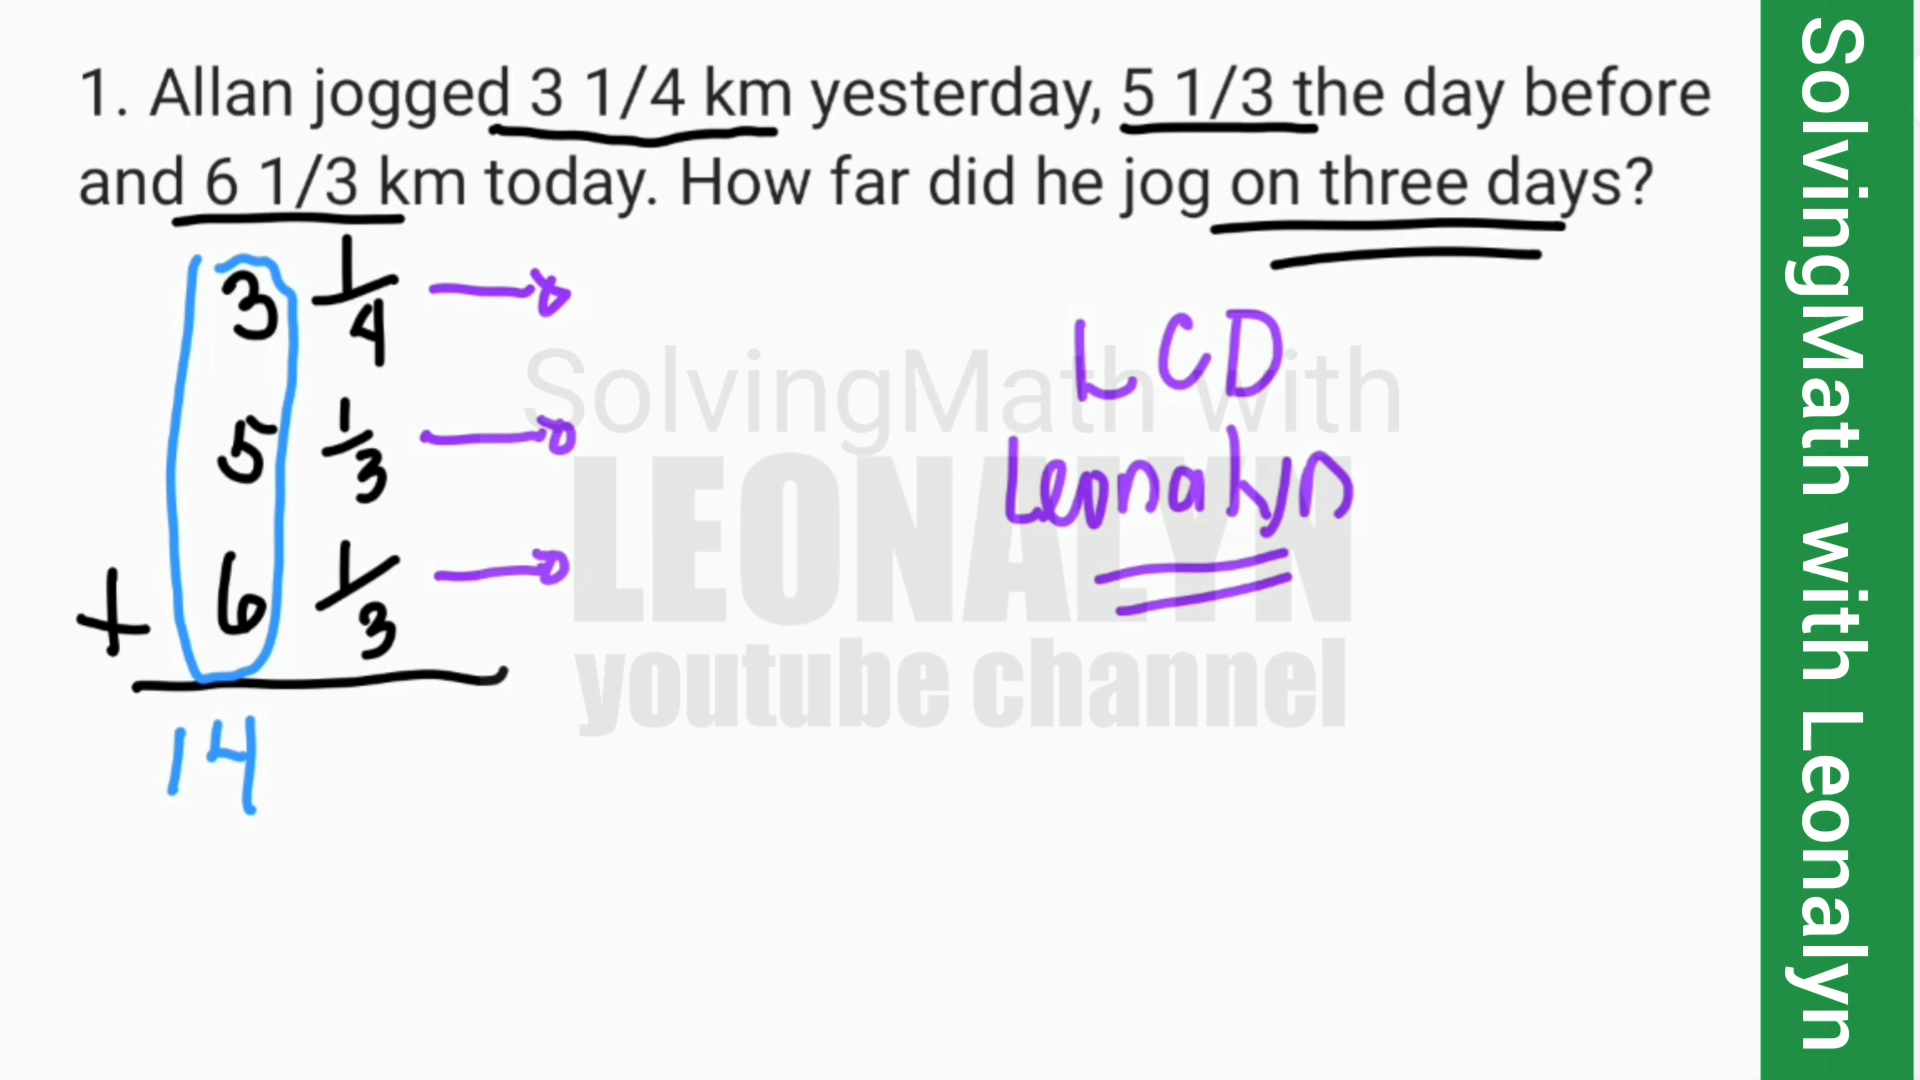 1. Allan jogged 3 1/4 km yesterday, 5 1/3 the day before
and 6 1/3 km today. How far did he jog on three days?
3 1/4
5 1/3
+ 6 1/3
14
LCD
Leonalyn
SolvingMath with
LEONALYN
youtube channel
SolvingMath with Leonalyn